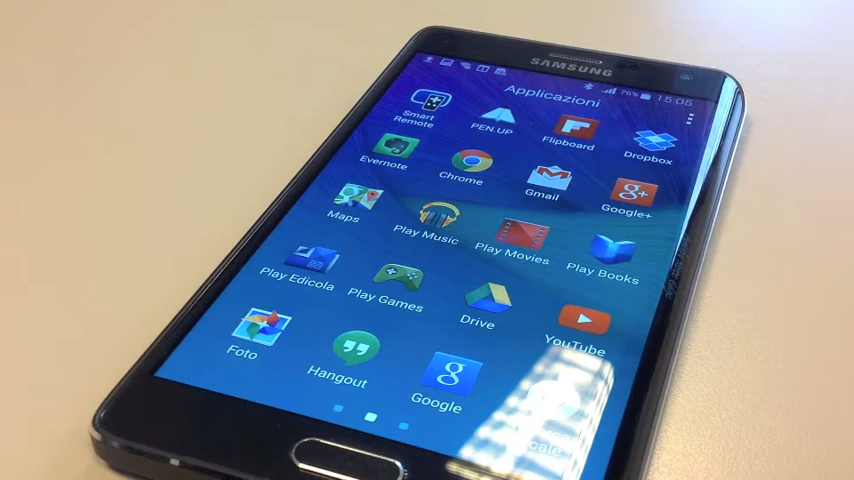 SAMSUNG
76% 15:05
Applicazioni
Smart Remote
PEN.UP
Flipboard
Dropbox
Evernote
Chrome
Gmail
Google+
Maps
Play Music
Play Movies
Play Books
Play Edicola
Play Games
Drive
YouTube
Foto
Hangout
Google